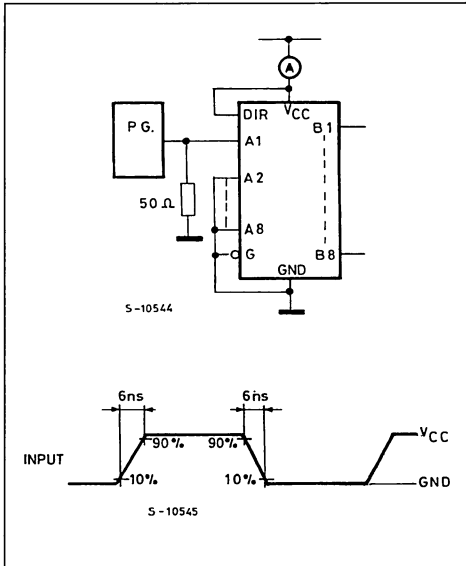 A
DIR
VCC
P G.
B1
A1
A2
50 Ω
A8
G
B8
GND
S-10544
6ns
6ns
90%
90%
VCC
INPUT
10%
10%
GND
S-10545